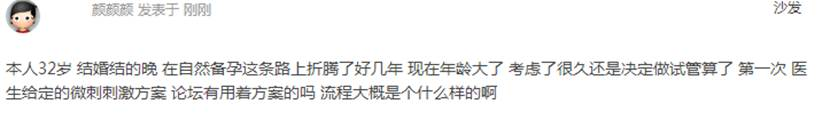 颜颜颜 发表于 刚刚 沙发
本人32岁 结婚结的晚 在自然备孕这条路上折腾了好几年 现在年龄大了 考虑了很久还是决定做试管算了 第一次 医
生给定的微刺刺激方案 论坛有用着方案的吗 流程大概是个什么样的啊